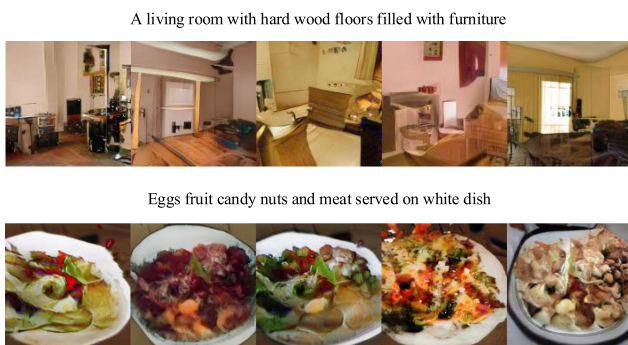 A living room with hard wood floors filled with furniture
Eggs fruit candy nuts and meat served on white dish